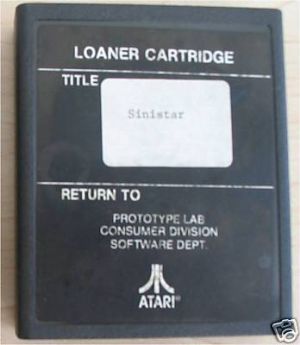 LOANER CARTRIDGE
TITLE
Sinistar
RETURN TO
PROTOTYPE LAB
CONSUMER DIVISION
SOFTWARE DEPT.
ATARI®